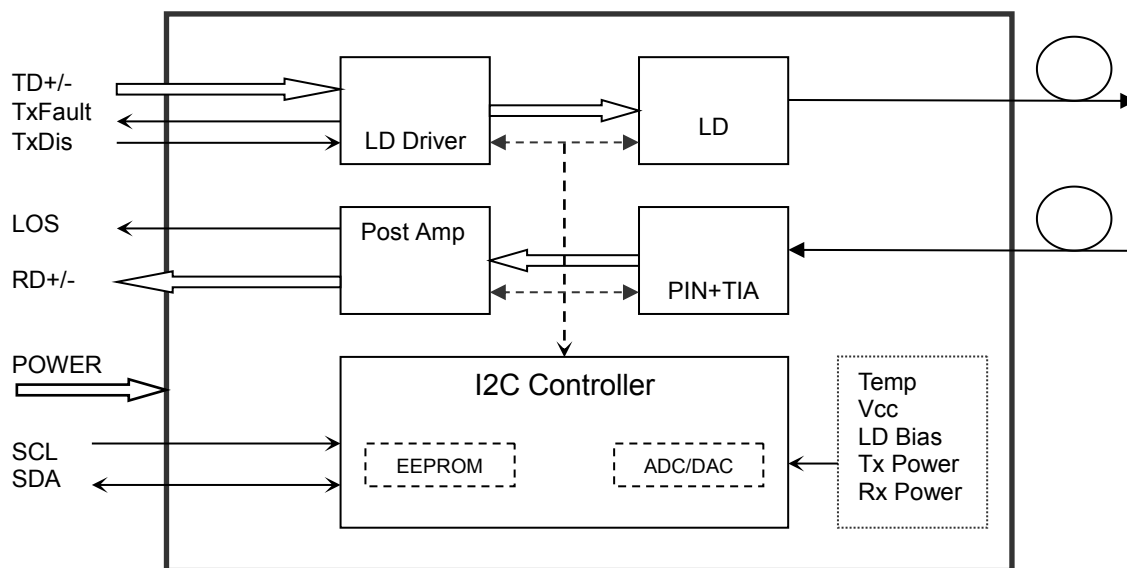 TD+/-
TxFault
TxDis
LD Driver
LD
LOS
RD+/-
Post Amp
PIN+TIA
POWER
SCL
SDA
I2C Controller
EEPROM
ADC/DAC
Temp
Vcc
LD Bias
Tx Power
Rx Power